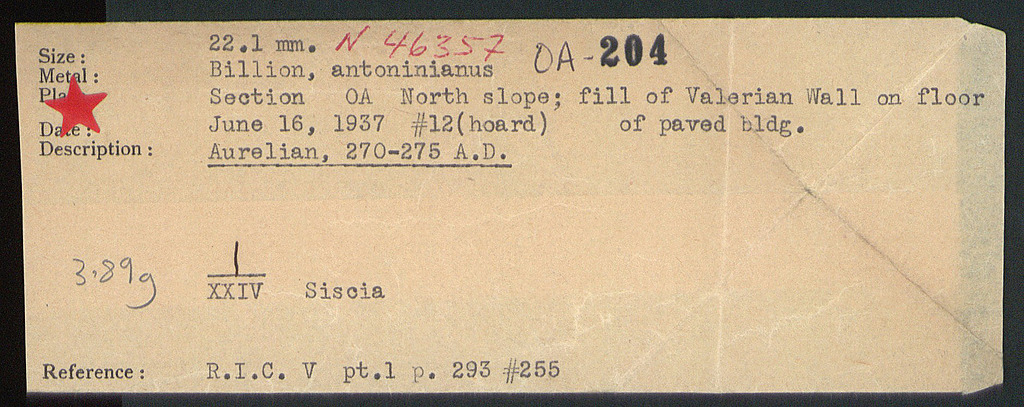 Size: 22.1 mm. N 46357 OA-204
Metal: Billion, antoninianus
Section OA North slope; fill of Valerian Wall on floor
Date: June 16, 1937 #12(hoard) of paved bldg.
Description: Aurelian, 270-275 A.D.
3.89g
1
XXIV Siscia
Reference: R.I.C. V pt.1 p. 293 #255